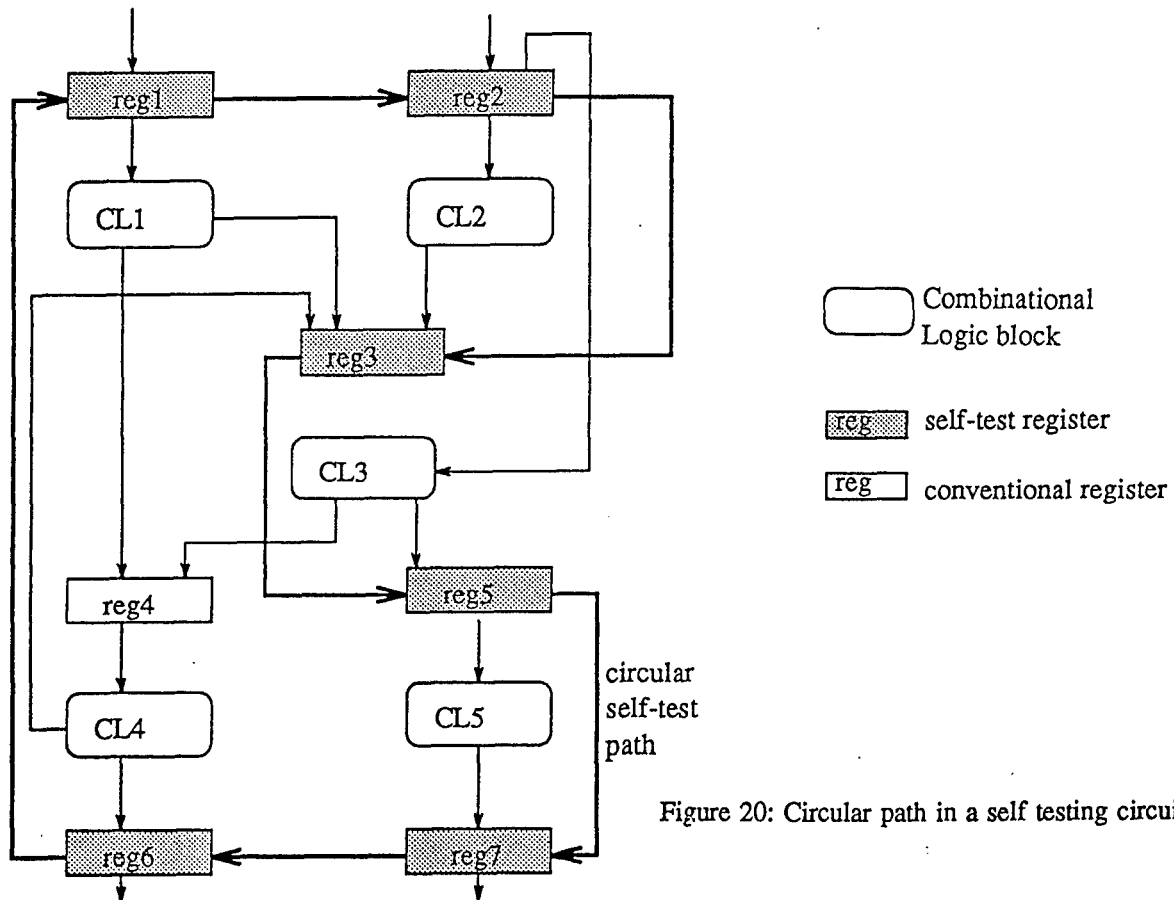 reg1
reg2
CL1
CL2
reg3
CL3
reg4
reg5
CL4
CL5
circular
self-test
path
reg6
reg7
Combinational
Logic block
reg
self-test register
reg
conventional register
Figure 20: Circular path in a self testing circui